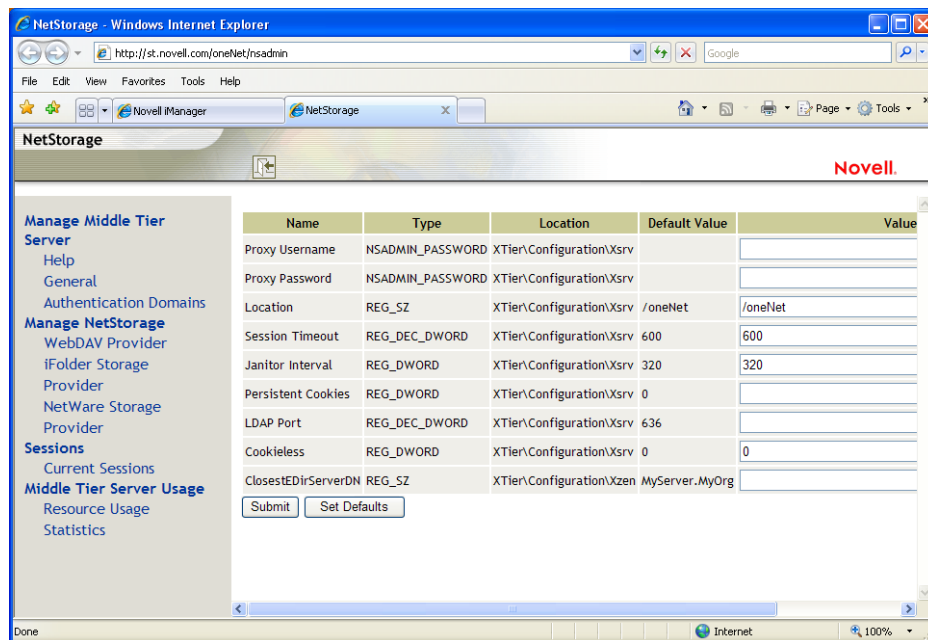 NetStorage - Windows Internet Explorer
http://st.novell.com/oneNet/nsadmin
Google
File Edit View Favorites Tools Help
Novell iManager
NetStorage
Page
Tools
NetStorage
Novell.
Manage Middle Tier
Server
Help
General
Authentication Domains
Manage NetStorage
WebDAV Provider
iFolder Storage
Provider
NetWare Storage
Provider
Sessions
Current Sessions
Middle Tier Server Usage
Resource Usage
Statistics
Name Type Location Default Value Value
Proxy Username NSADMIN_PASSWORD XTier\Configuration\Xsrv
Proxy Password NSADMIN_PASSWORD XTier\Configuration\Xsrv
Location REG_SZ XTier\Configuration\Xsrv /oneNet /oneNet
Session Timeout REG_DEC_DWORD XTier\Configuration\Xsrv 600 600
Janitor Interval REG_DWORD XTier\Configuration\Xsrv 320 320
Persistent Cookies REG_DWORD XTier\Configuration\Xsrv 0
LDAP Port REG_DEC_DWORD XTier\Configuration\Xsrv 636
Cookieless REG_DWORD XTier\Configuration\Xsrv 0 0
ClosestEDirServerDN REG_SZ XTier\Configuration\Xzen MyServer.MyOrg
Submit Set Defaults
Done
Internet
100%